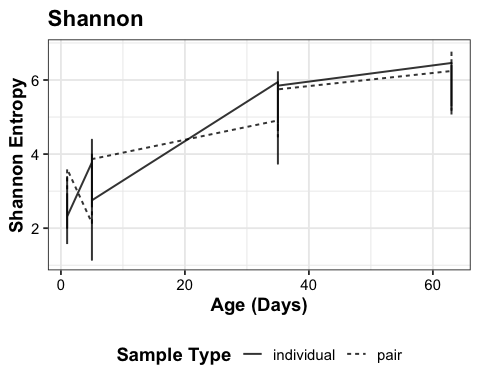 Shannon
Shannon Entropy
6
4
2
0 20 40 60
Age (Days)
Sample Type individual pair